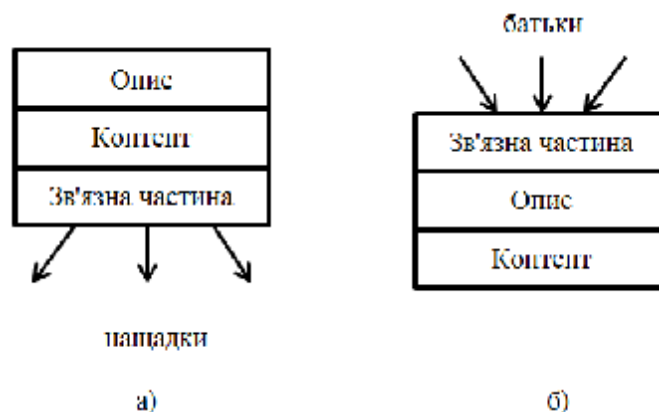 Опис
Контент
Зв'язна частина
нащадки
а)
батьки
Зв'язна частина
Опис
Контент
б)